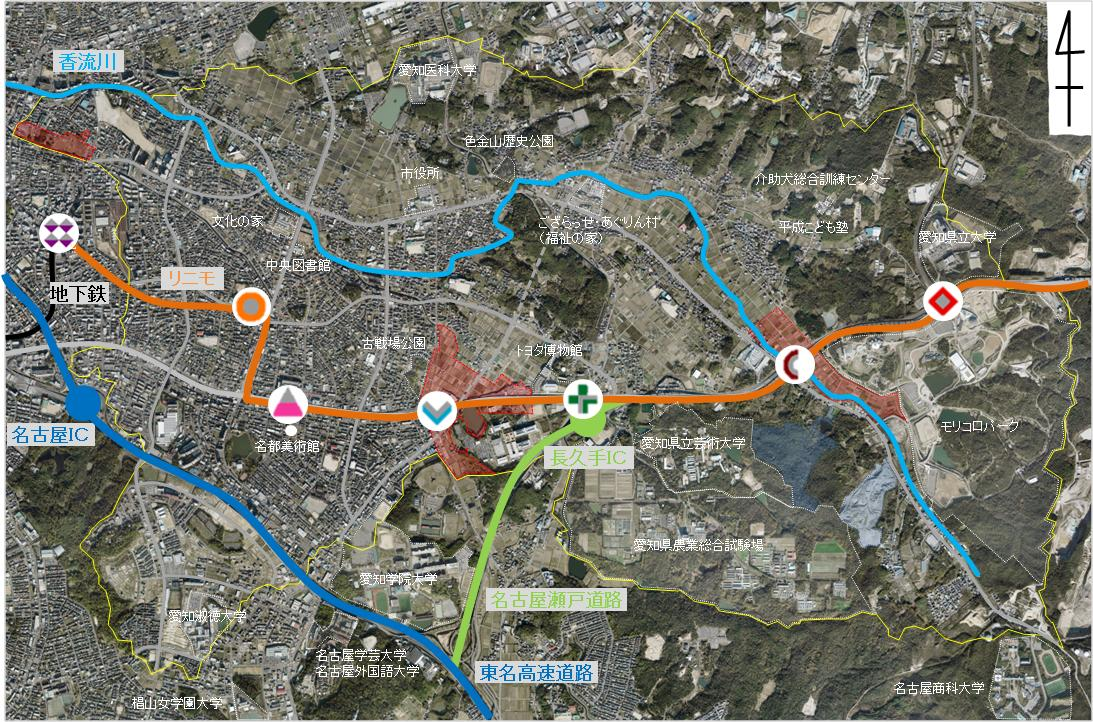 香流川
愛知医科大学
色金山歴史公園
市役所
介助犬総合訓練センター
文化の家
ござらっせ・あぐりん村
（福祉の家）
平成こども塾
愛知県立大学
中央図書館
地下鉄
リニモ
古戦場公園
トヨタ博物館
名古屋IC
名都美術館
長久手IC
愛知県立芸術大学
モリコロパーク
愛知県農業総合試験場
愛知学院大学
名古屋瀬戸道路
愛知淑徳大学
名古屋学芸大学
名古屋外国語大学
東名高速道路
名古屋商科大学
椙山女学園大学